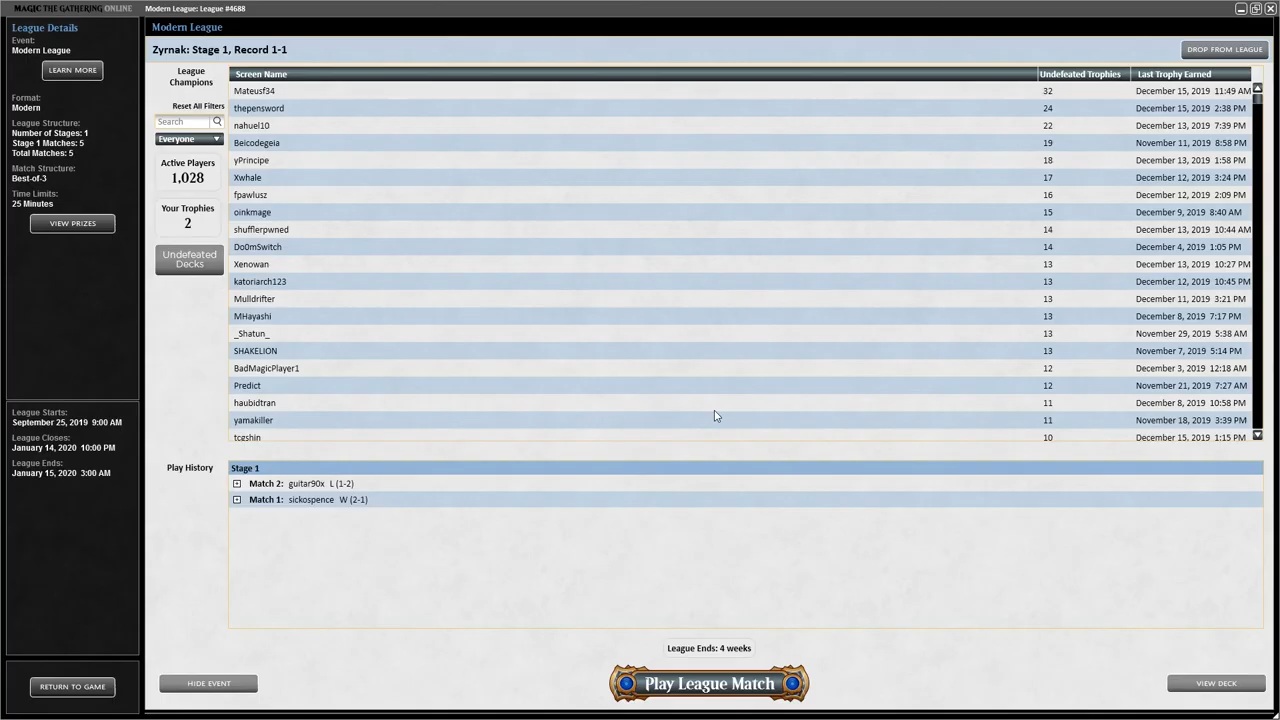 MAGIC THE GATHERING ONLINE
Modern League: League #4688
League Details
Event:
Modern League
LEARN MORE
Format:
Modern
League Structure:
Number of Stages: 1
Stage 1 Matches: 5
Total Matches: 5
Match Structure:
Best-of-3
Time Limits:
25 Minutes
VIEW PRIZES
League Starts:
September 25, 2019 9:00 AM
League Closes:
January 14, 2020 10:00 PM
League Ends:
January 15, 2020 3:00 AM
RETURN TO GAME
Modern League
Zyrnak: Stage 1, Record 1-1
DROP FROM LEAGUE
League
Champions
Reset All Filters
Search
Everyone
Active Players
1,028
Your Trophies
2
Undefeated
Decks
Screen Name Undefeated Trophies Last Trophy Earned
Mateusf34 32 December 15, 2019 11:49 AM
thepensword 24 December 15, 2019 2:38 PM
nahuel10 22 December 13, 2019 7:39 PM
Beicodegeia 19 November 11, 2019 8:58 PM
yPrincipe 18 December 13, 2019 1:58 PM
Xwhale 17 December 12, 2019 3:24 PM
fpawlusz 16 December 12, 2019 2:09 PM
oinkmage 15 December 9, 2019 8:40 AM
shufflerpwned 14 December 13, 2019 10:44 AM
Do0mSwitch 14 December 4, 2019 1:05 PM
Xenowan 13 December 13, 2019 10:27 PM
katoriarch123 13 December 12, 2019 10:45 PM
Mulldrifter 13 December 11, 2019 3:21 PM
MHayashi 13 December 8, 2019 7:17 PM
_Shatun_ 13 November 29, 2019 5:38 AM
SHAKELION 13 November 7, 2019 5:14 PM
BadMagicPlayer1 12 December 3, 2019 12:18 AM
Predict 12 November 21, 2019 7:27 AM
haubidtran 11 December 8, 2019 10:58 PM
yamakiller 11 November 18, 2019 3:39 PM
tcgshin 10 December 15, 2019 1:15 PM
Play History
Stage 1
Match 2: guitar90x L (1-2)
Match 1: sickospence W (2-1)
League Ends: 4 weeks
HIDE EVENT
Play League Match
VIEW DECK